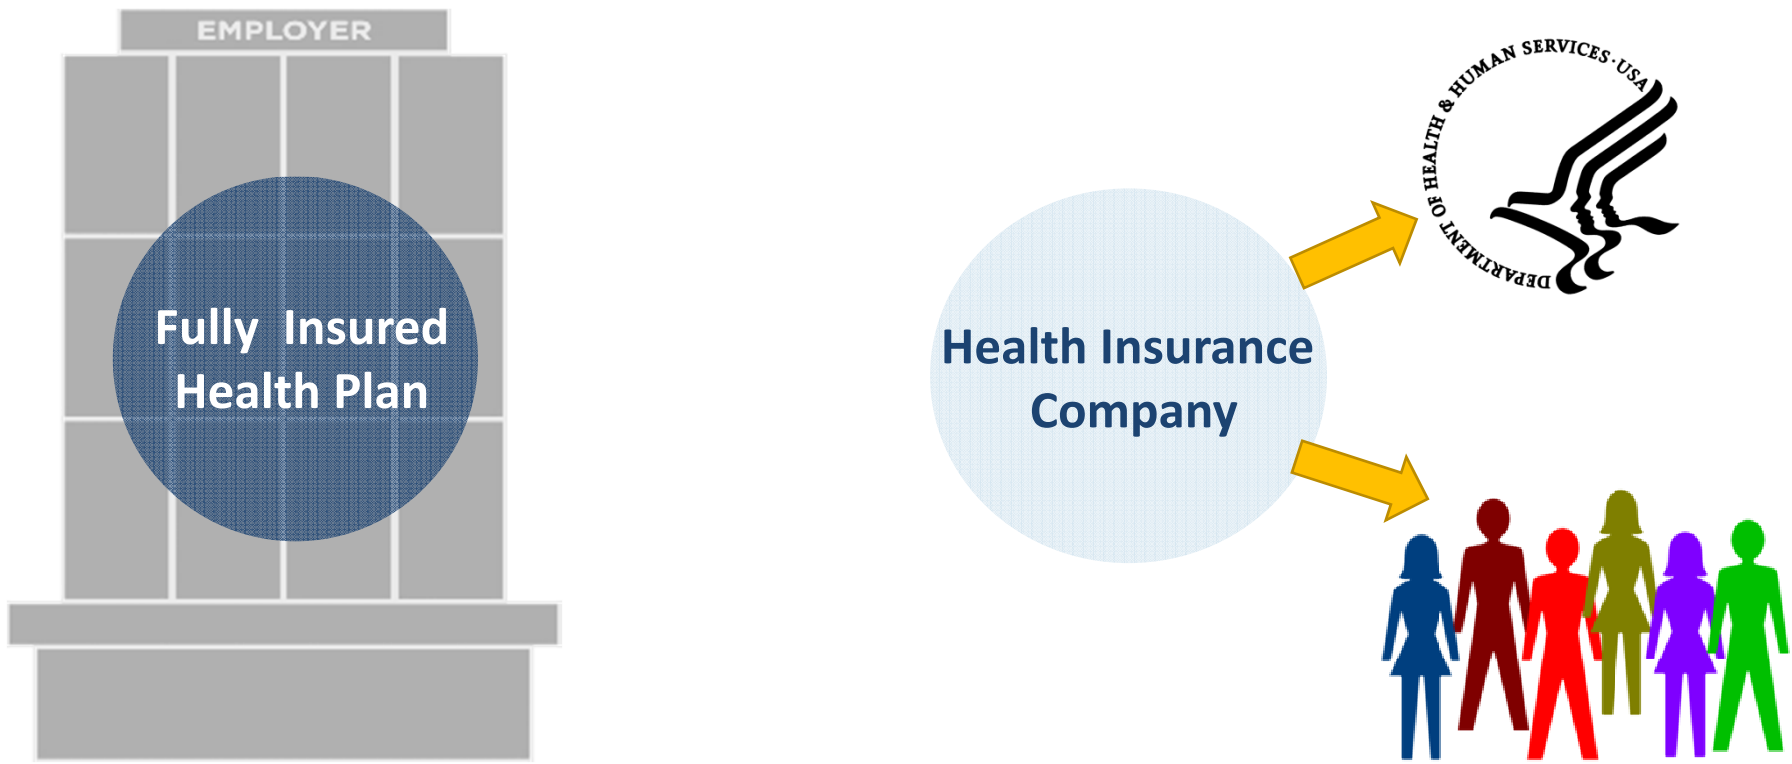 EMPLOYER
Fully Insured
Health Plan
Health Insurance
Company
DEPARTMENT OF HEALTH & HUMAN SERVICES·USA